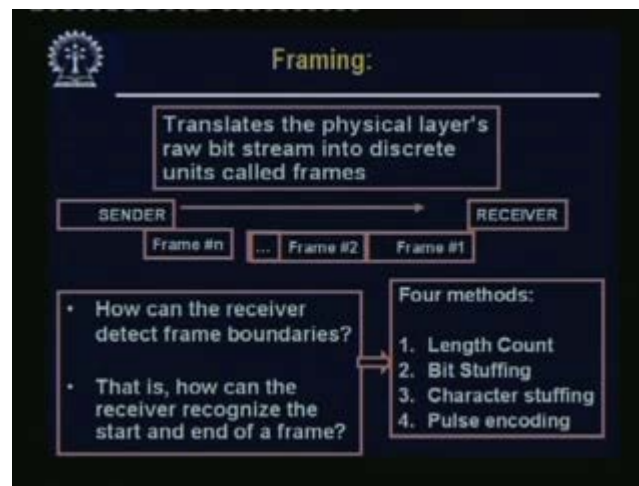 Framing:
Translates the physical layer's
raw bit stream into discrete
units called frames
SENDER
RECEIVER
Frame #n
...
Frame #2
Frame #1
• How can the receiver
detect frame boundaries?
• That is, how can the
receiver recognize the
start and end of a frame?
Four methods:
1. Length Count
2. Bit Stuffing
3. Character stuffing
4. Pulse encoding